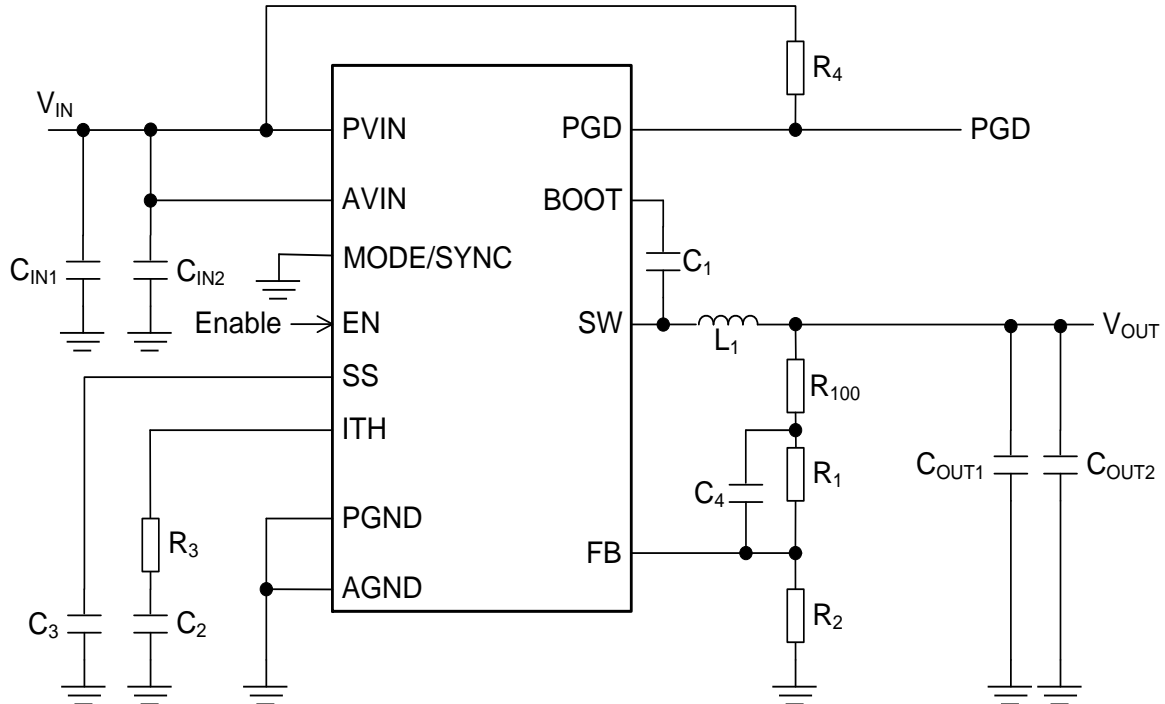 R4
VIN
PVIN
PGD
PGD
AVIN
BOOT
MODE/SYNC
C1
CIN1
CIN2
Enable
EN
SW
L1
VOUT
SS
R100
ITH
COUT1
COUT2
C4
R1
PGND
R3
FB
AGND
C3
C2
R2